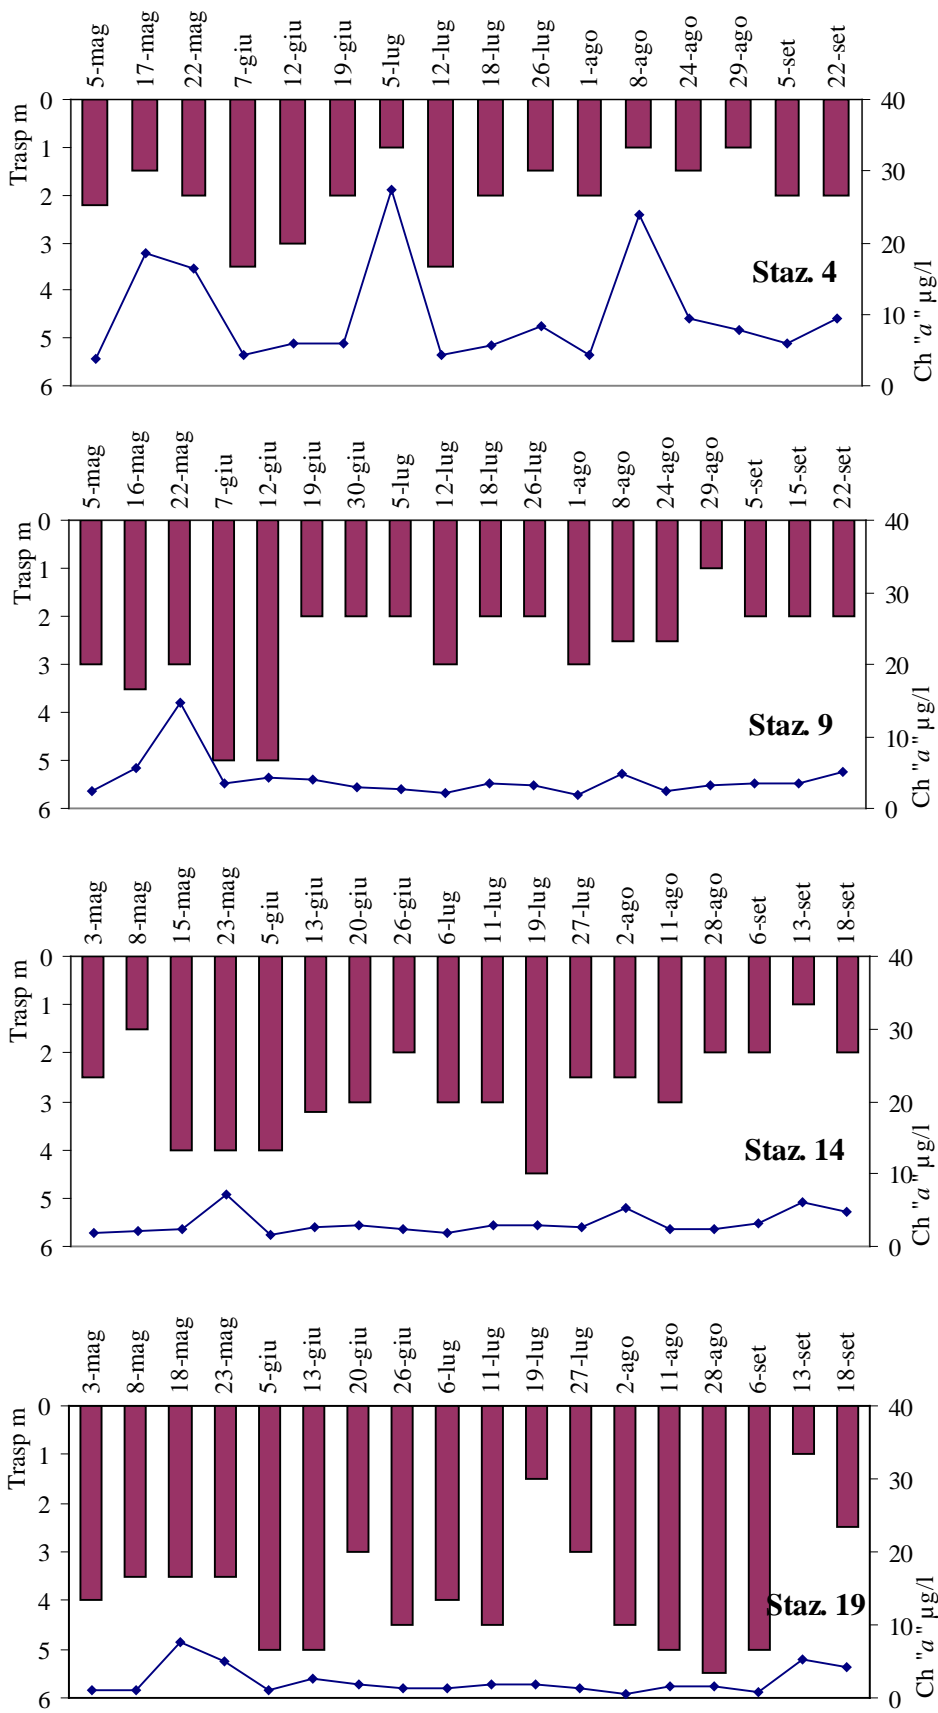 5-mag 17-mag 22-mag 7-giu 12-giu 19-giu 5-lug 12-lug 18-lug 26-lug 1-ago 8-ago 24-ago 29-ago 5-set 22-set
Trasp m
0 1 2 3 4 5 6
40 30 20 10 0
Ch "a" µg/l
Staz. 4
5-mag 16-mag 22-mag 7-giu 12-giu 19-giu 30-giu 5-lug 12-lug 18-lug 26-lug 1-ago 8-ago 24-ago 29-ago 5-set 15-set 22-set
Trasp m
0 1 2 3 4 5 6
40 30 20 10 0
Ch "a" µg/l
Staz. 9
3-mag 8-mag 15-mag 23-mag 5-giu 13-giu 20-giu 26-giu 6-lug 11-lug 19-lug 27-lug 2-ago 11-ago 28-ago 6-set 13-set 18-set
Trasp m
0 1 2 3 4 5 6
40 30 20 10 0
Ch "a" µg/l
Staz. 14
3-mag 8-mag 18-mag 23-mag 5-giu 13-giu 20-giu 26-giu 6-lug 11-lug 19-lug 27-lug 2-ago 11-ago 28-ago 6-set 13-set 18-set
Trasp m
0 1 2 3 4 5 6
40 30 20 10 0
Ch "a" µg/l
Staz. 19